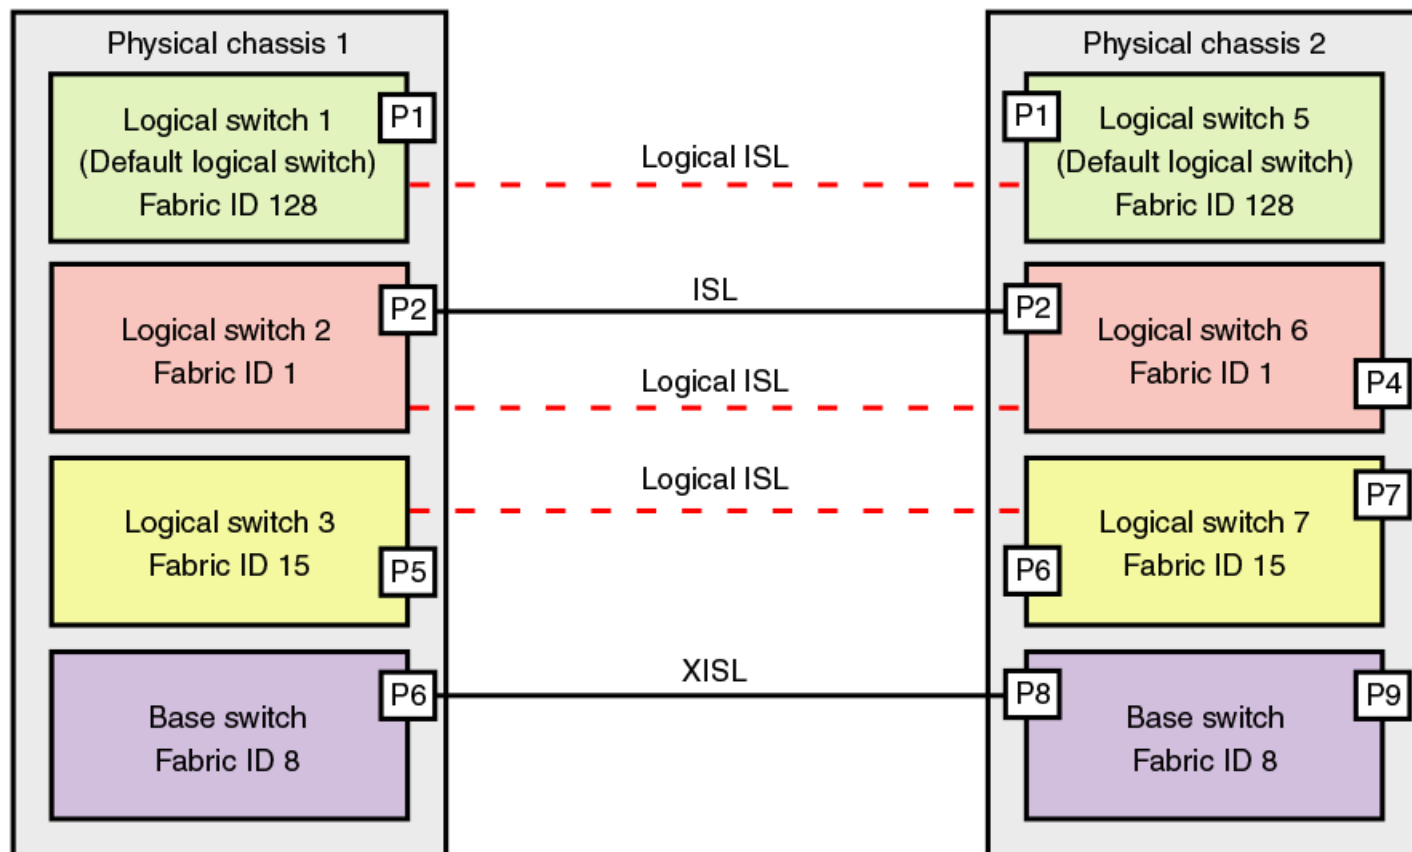 Physical chassis 1
Logical switch 1
(Default logical switch)
Fabric ID 128
P1
Logical switch 2
Fabric ID 1
P2
Logical switch 3
Fabric ID 15
P5
Base switch
Fabric ID 8
P6
Logical ISL
ISL
Logical ISL
Logical ISL
XISL
Physical chassis 2
P1
Logical switch 5
(Default logical switch)
Fabric ID 128
P2
Logical switch 6
Fabric ID 1
P4
P7
Logical switch 7
Fabric ID 15
P6
P8
Base switch
Fabric ID 8
P9